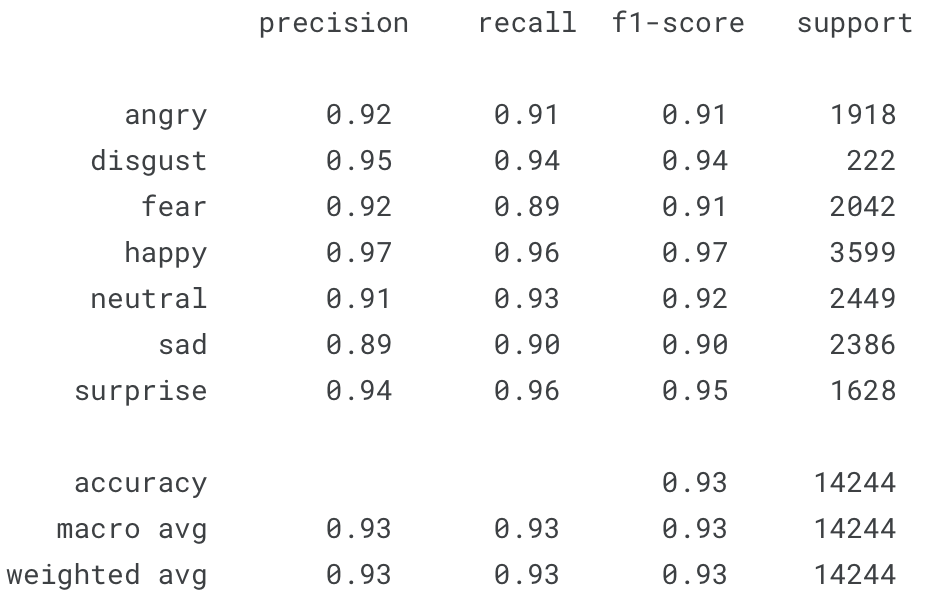 precision recall f1-score support
angry 0.92 0.91 0.91 1918
disgust 0.95 0.94 0.94 222
fear 0.92 0.89 0.91 2042
happy 0.97 0.96 0.97 3599
neutral 0.91 0.93 0.92 2449
sad 0.89 0.90 0.90 2386
surprise 0.94 0.96 0.95 1628
accuracy 0.93 14244
macro avg 0.93 0.93 0.93 14244
weighted avg 0.93 0.93 0.93 14244